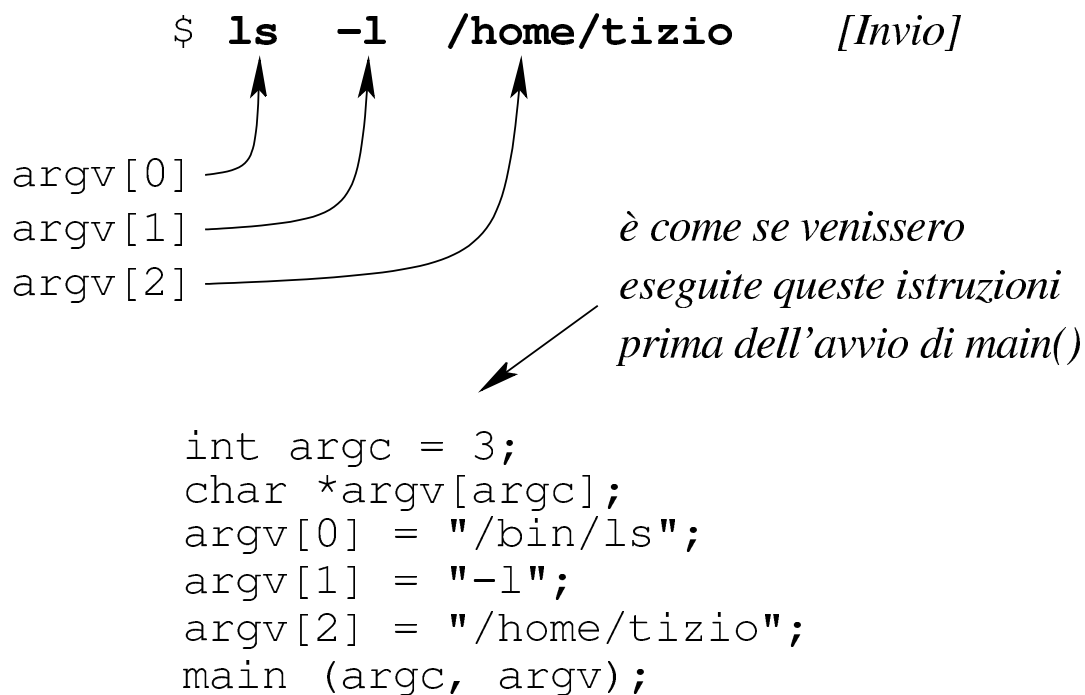 $ ls -l /home/tizio [Invio]
argv[0]
argv[1]
argv[2]
è come se venissero
eseguite queste istruzioni
prima dell'avvio di main()
int argc = 3;
char *argv[argc];
argv[0] = "/bin/ls";
argv[1] = "-l";
argv[2] = "/home/tizio";
main (argc, argv);